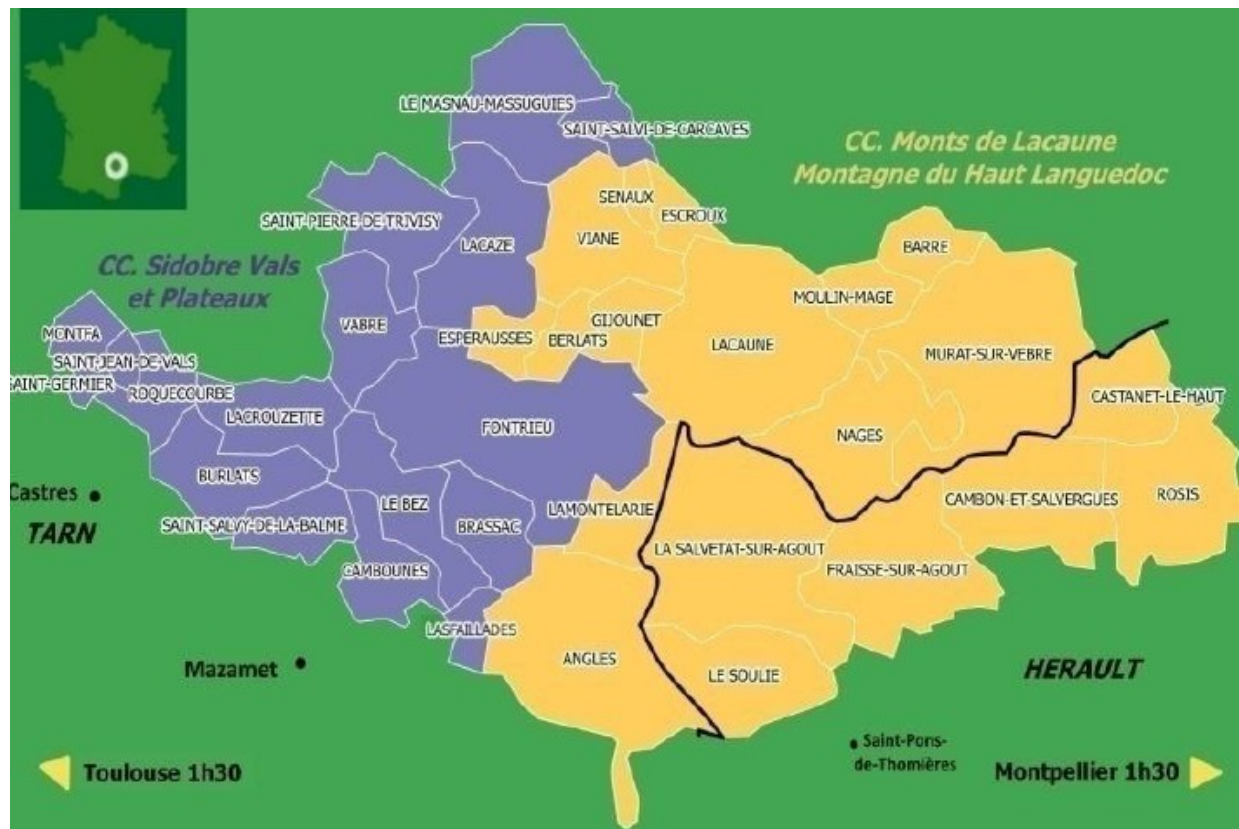 LE MASNAU-MASSUGUIES
SAINT-SALVI-DE-CARCAVES
CC. Monts de Lacaune
Montagne du Haut Languedoc
SENAUX
ESCROUX
SAINT-PIERRE-DE-TRIVISY
LACAZE
VIANE
BARRE
CC. Sidobre Vals
et Plateaux
MOULIN-MAGE
GIJOUNET
VABRE
ESPERAUSSES
BERLATS
LACAUNE
MURAT-SUR-VEBRE
MONTFA
SAINT-JEAN-DE-VALS
SAINT-GERMIER
ROQUECOURBE
LACROUZETTE
FONTRIEU
NAGES
CASTANET-LE-HAUT
BURLATS
Castres
LE BEZ
LAMONTELARIE
CAMBON-ET-SALVERGUES
ROSIS
TARN
SAINT-SALVY-DE-LA-BALME
BRASSAC
LA SALVETAT-SUR-AGOUT
CAMBOUNES
FRAISSE-SUR-AGOUT
LASFAILLADES
Mazamet
ANGLES
LE SOULIE
HERAULT
Saint-Pons-
de-Thomières
Toulouse 1h30
Montpellier 1h30